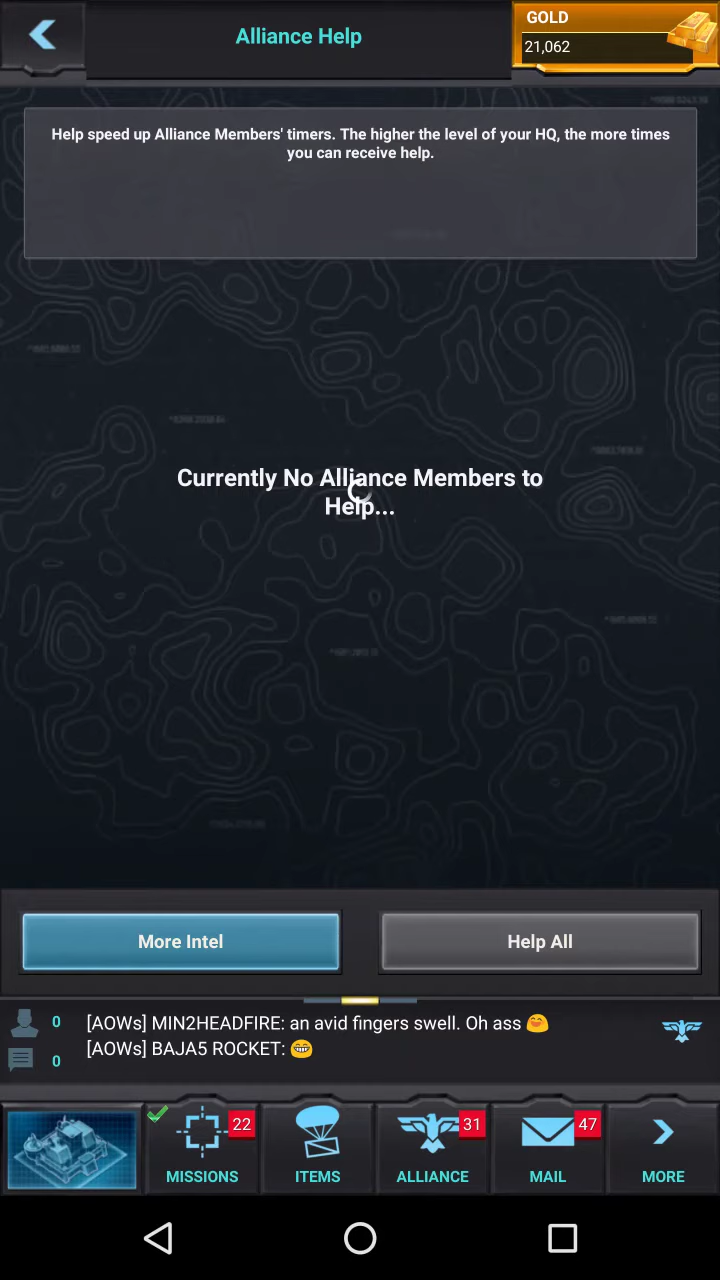 Alliance Help
GOLD
21,062
Help speed up Alliance Members' timers. The higher the level of your HQ, the more times
you can receive help.
Currently No Alliance Members to
Help...
More Intel
Help All
0
[AOWs] MIN2HEADFIRE: an avid fingers swell. Oh ass 😄
0
[AOWs] BAJA5 ROCKET: 😁
22
31
47
MISSIONS
ITEMS
ALLIANCE
MAIL
MORE